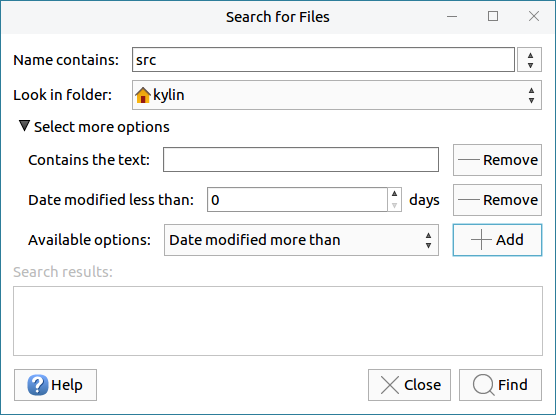 Search for Files
Name contains: src
Look in folder: kylin
Select more options
Contains the text: Remove
Date modified less than: 0 days Remove
Available options: Date modified more than Add
Search results:
Help Close Find